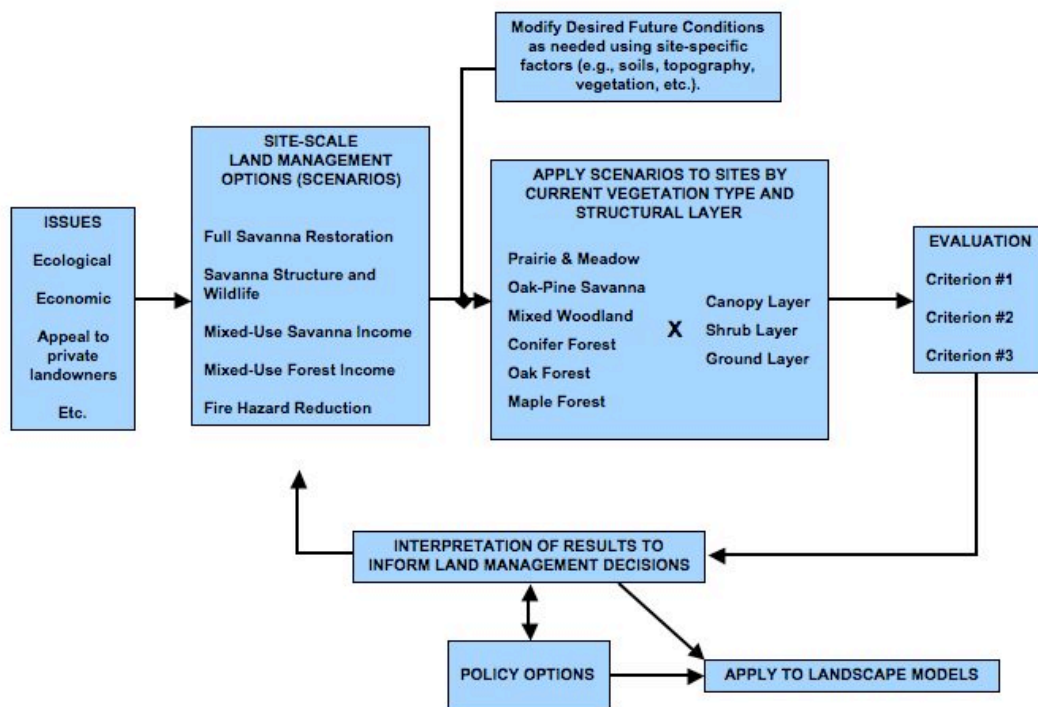 Modify Desired Future Conditions
as needed using site-specific
factors (e.g., soils, topography,
vegetation, etc.).
ISSUES
Ecological
Economic
Appeal to
private
landowners
Etc.
SITE-SCALE
LAND MANAGEMENT
OPTIONS (SCENARIOS)
Full Savanna Restoration
Savanna Structure and
Wildlife
Mixed-Use Savanna Income
Mixed-Use Forest Income
Fire Hazard Reduction
APPLY SCENARIOS TO SITES BY
CURRENT VEGETATION TYPE AND
STRUCTURAL LAYER
Prairie & Meadow
Oak-Pine Savanna
Mixed Woodland
Conifer Forest
Oak Forest
Maple Forest
X
Canopy Layer
Shrub Layer
Ground Layer
EVALUATION
Criterion #1
Criterion #2
Criterion #3
INTERPRETATION OF RESULTS TO
INFORM LAND MANAGEMENT DECISIONS
POLICY OPTIONS
APPLY TO LANDSCAPE MODELS